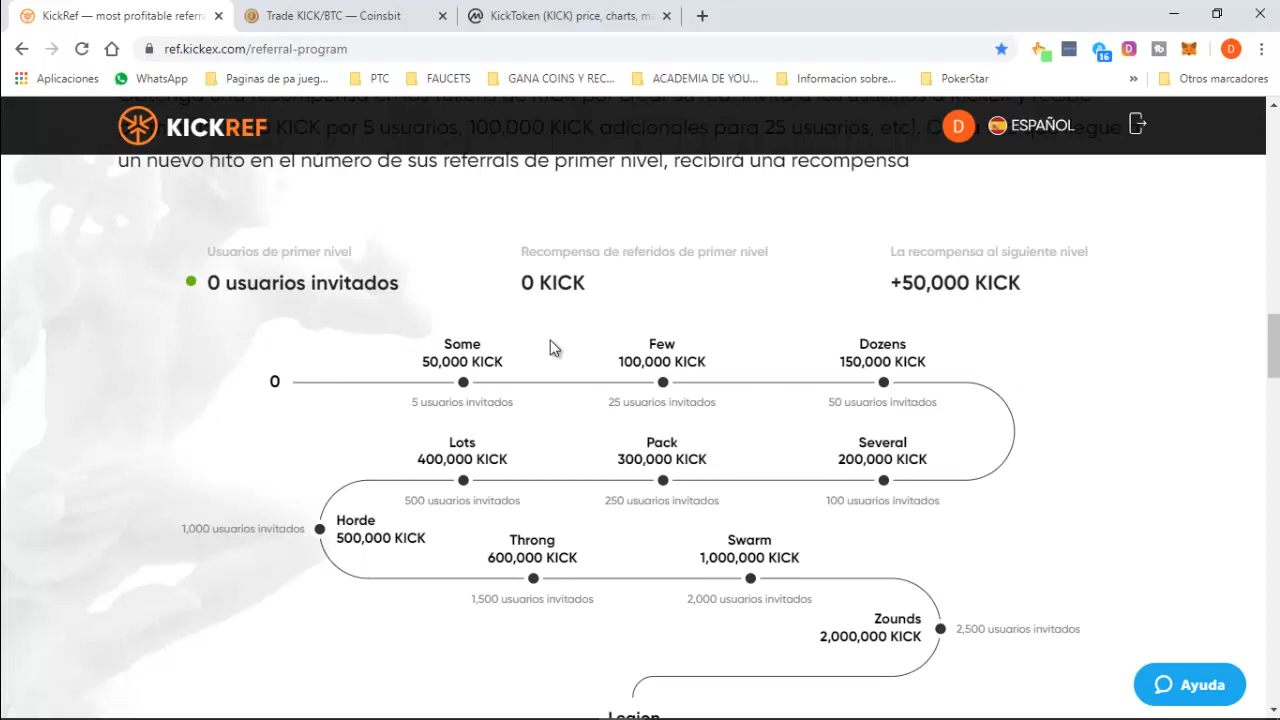 KickRef — most profitable referra
Trade KICK/BTC — Coinsbit
KickToken (KICK) price, charts, ma
ref.kickex.com/referral-program
16
D
Aplicaciones
WhatsApp
Paginas de pa jueg...
PTC
FAUCETS
GANA COINS Y REC...
ACADEMIA DE YOU...
Informacion sobre...
PokerStar
»
Otros marcadores
KICKREF
D
ESPAÑOL
KICK por 5 usuarios, 100,000 KICK adicionales para 25 usuarios, etc).
un nuevo hito en el número de sus referrals de primer nivel, recibirá una recompensa
Usuarios de primer nivel
Recompensa de referidos de primer nivel
La recompensa al siguiente nivel
0 usuarios invitados
0 KICK
+50,000 KICK
Some
50,000 KICK
Few
100,000 KICK
Dozens
150,000 KICK
0
5 usuarios invitados
25 usuarios invitados
50 usuarios invitados
Lots
400,000 KICK
Pack
300,000 KICK
Several
200,000 KICK
500 usuarios invitados
250 usuarios invitados
100 usuarios invitados
1,000 usuarios invitados
Horde
500,000 KICK
Throng
600,000 KICK
Swarm
1,000,000 KICK
1,500 usuarios invitados
2,000 usuarios invitados
Zounds
2,000,000 KICK
2,500 usuarios invitados
Legion
Ayuda